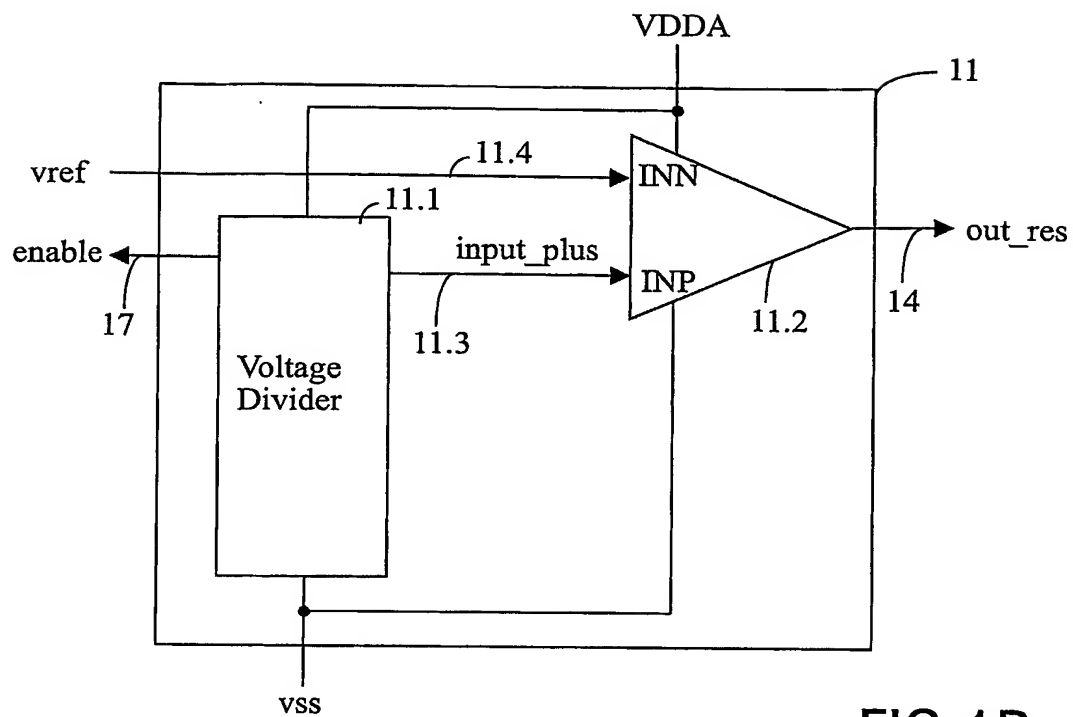 VDDA
11
vref
11.4
INN
11.1
enable
input_plus
out_res
INP
17
11.3
11.2
14
Voltage
Divider
vss